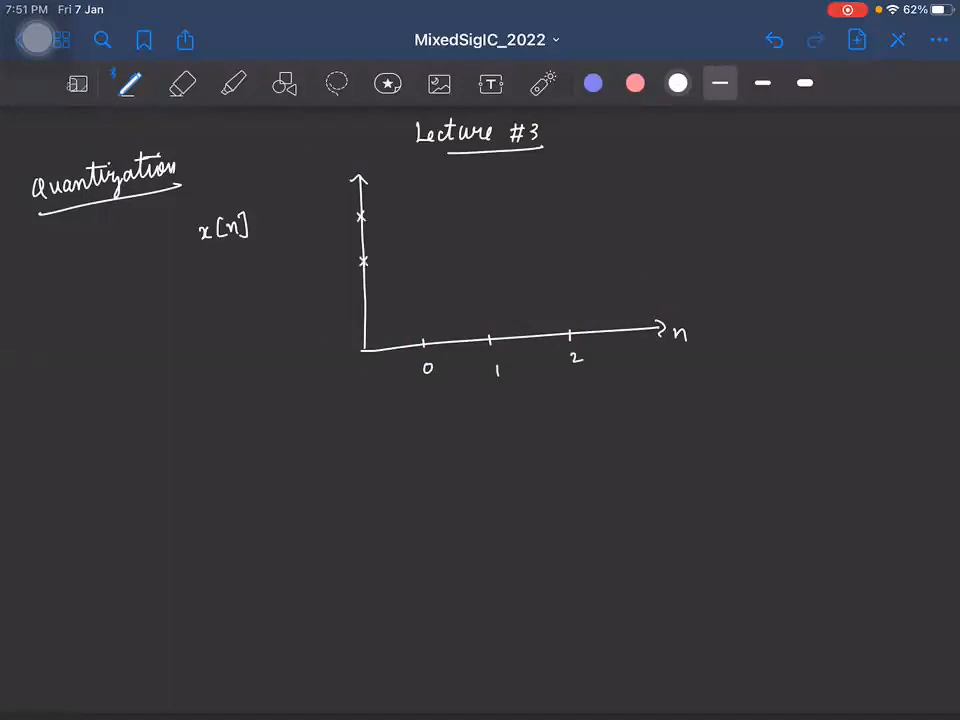 7:51 PM Fri 7 Jan
62%
MixedSigIC_2022
T
Lecture #3
Quantization
x[n]
n
0 1 2